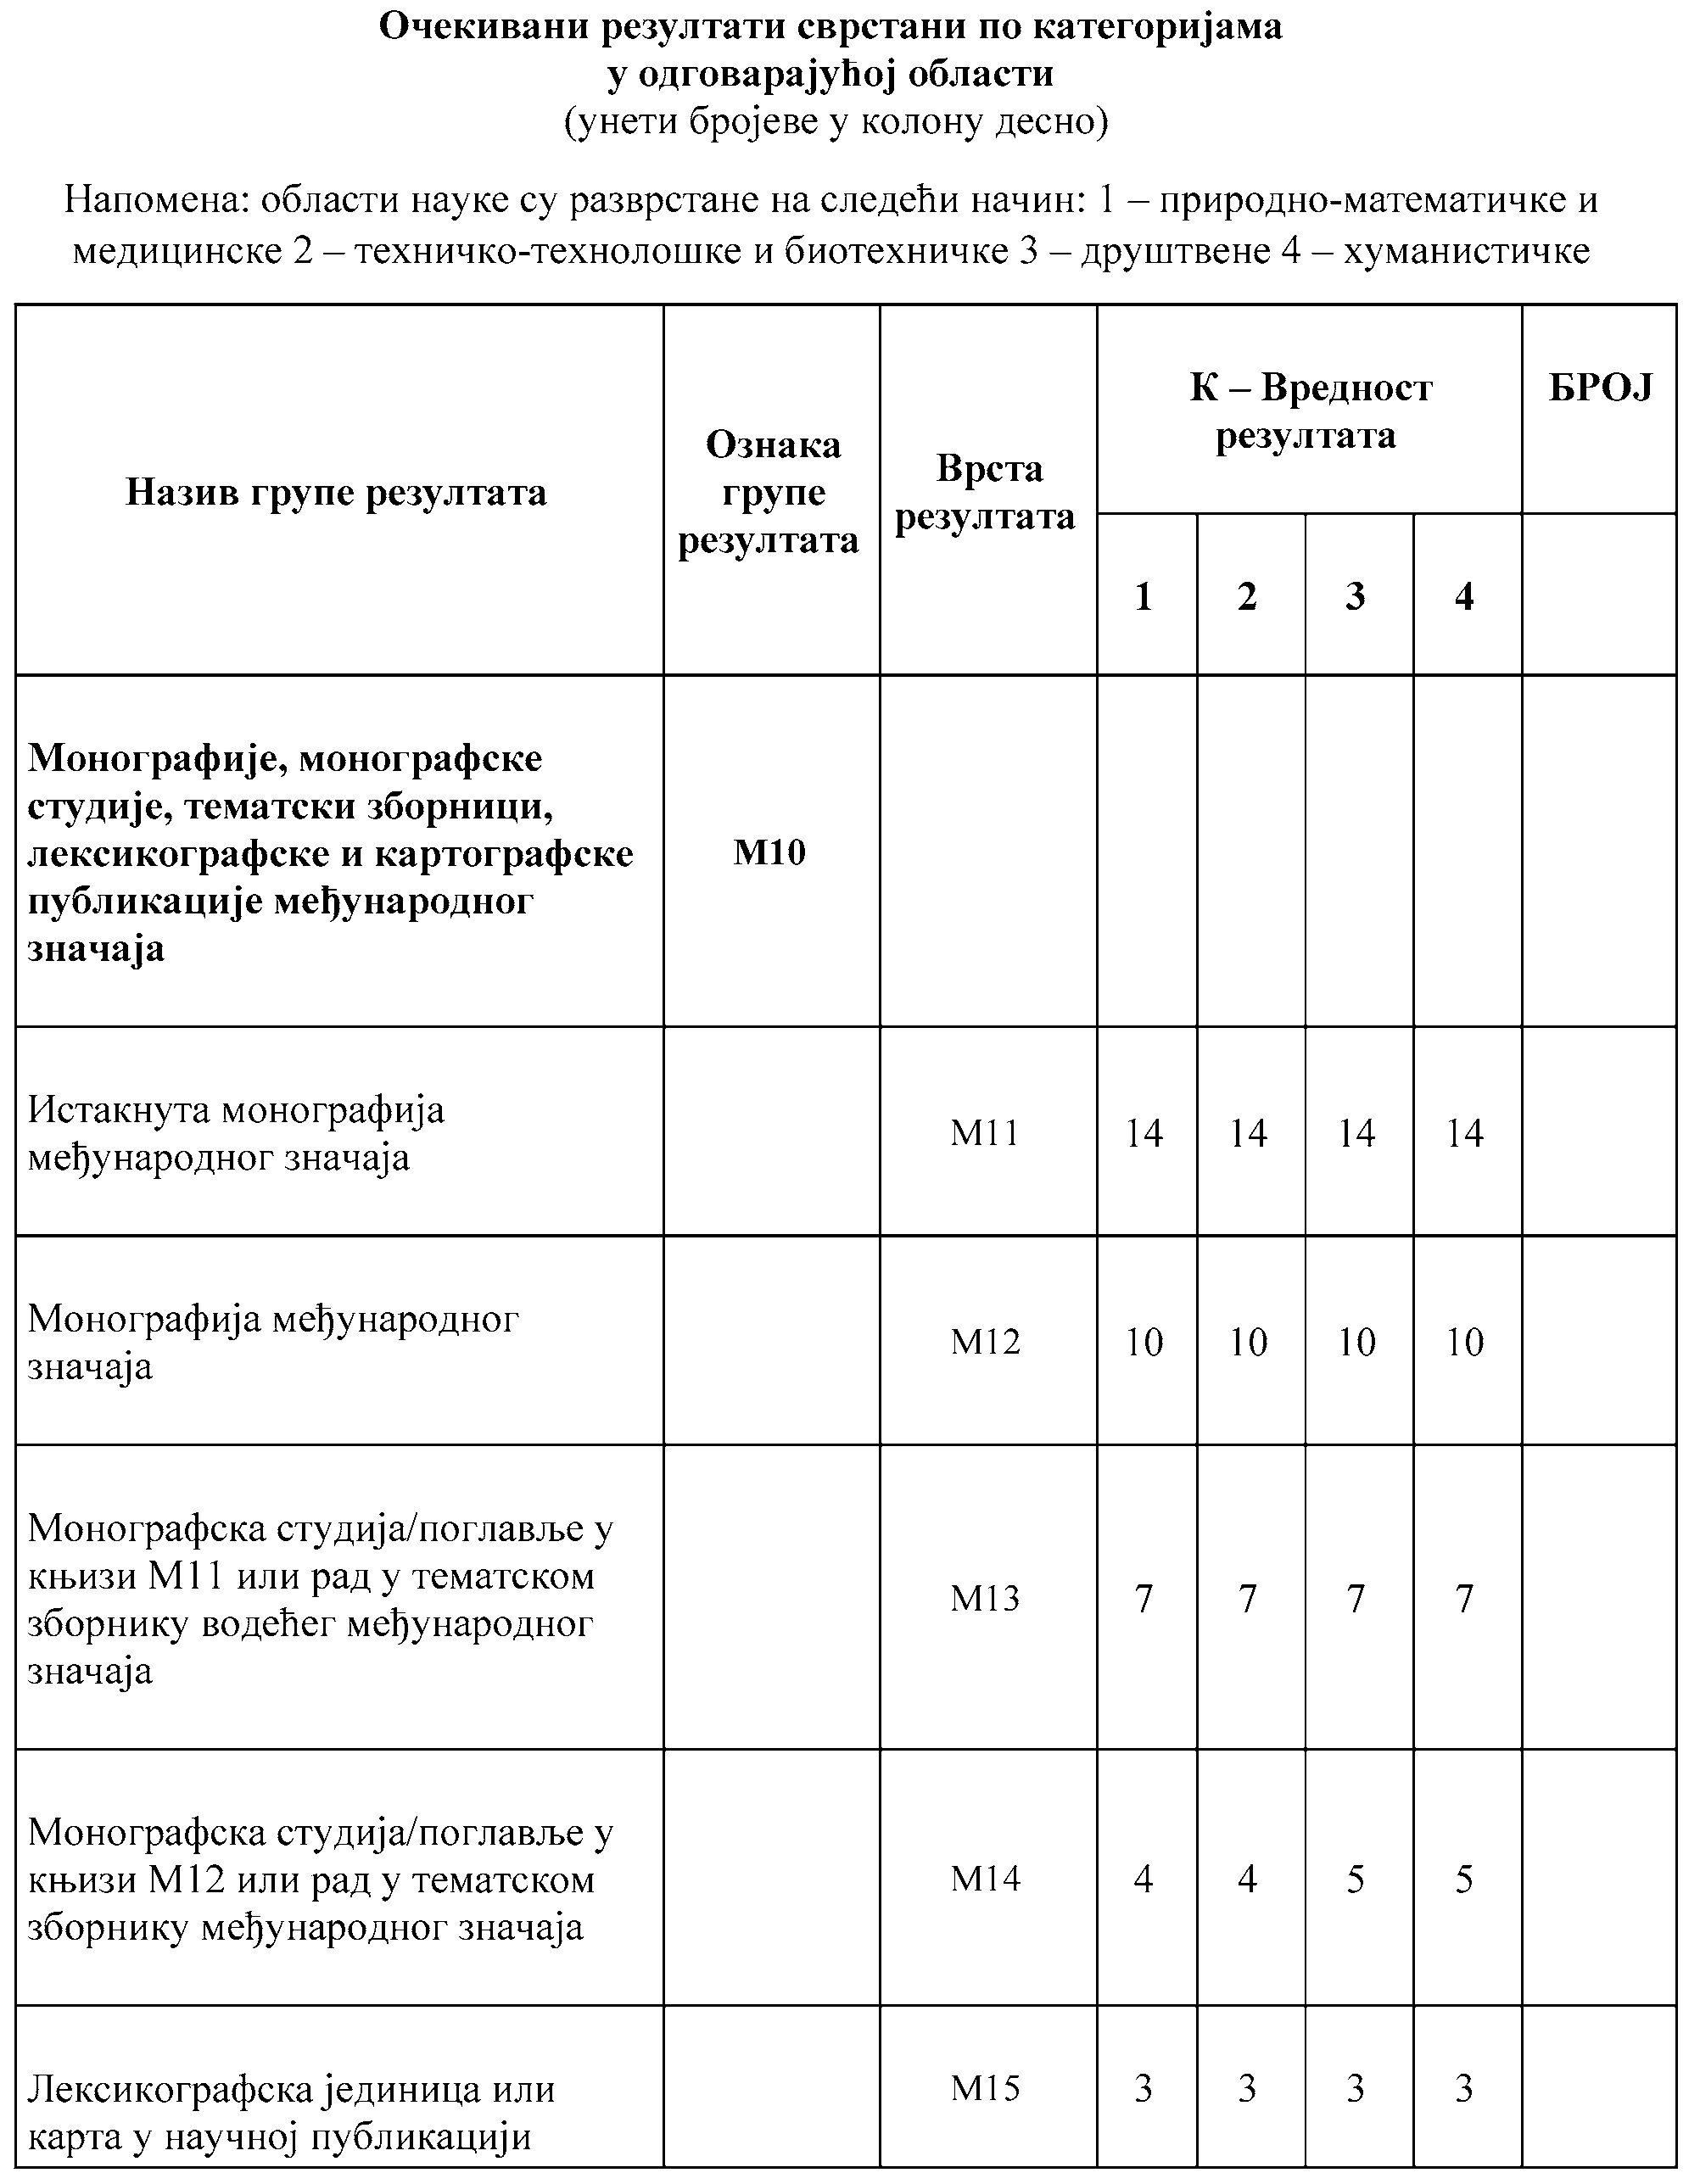 Очекивани резултати сврстани по категоријама
у одговарајућој области
(унети бројеве у колону десно)
Напомена: области науке су разврстане на следећи начин: 1 – природно-математичке и
медицинске 2 – техничко-технолошке и биотехничке 3 – друштвене 4 – хуманистичке
Назив групе резултата
Ознака
групе
резултата
Врста
резултата
К – Вредност
резултата
БРОЈ
1 2 3 4
Монографије, монографске
студије, тематски зборници,
лексикографске и картографске
публикације међународног
значаја
М10
Истакнута монографија
међународног значаја
М11 14 14 14 14
Монографија међународног
значаја
М12 10 10 10 10
Монографска студија/поглавље у
књизи М11 или рад у тематском
зборнику водећег међународног
значаја
М13 7 7 7 7
Монографска студија/поглавље у
књизи М12 или рад у тематском
зборнику међународног значаја
М14 4 4 5 5
Лексикографска јединица или
карта у научној публикацији
М15 3 3 3 3